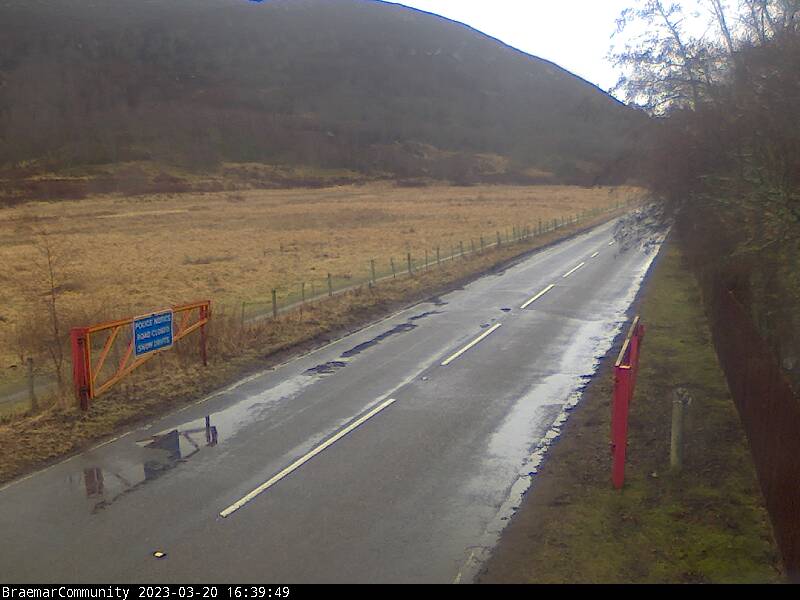 POLICE NOTICE
ROAD CLOSED
SNOW DRIFTS
BraemarCommunity 2023-03-20 16:39:49